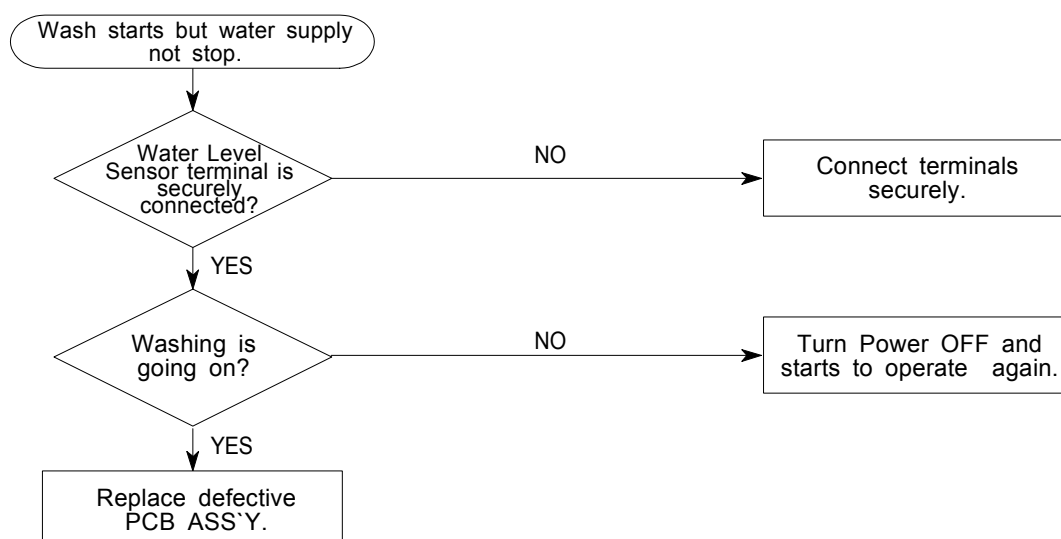 Wash starts but water supply
not stop.
Water Level
Sensor terminal is
securely
connected?
NO
Connect terminals
securely.
YES
Washing is
going on?
NO
Turn Power OFF and
starts to operate again.
YES
Replace defective
PCB ASS`Y.